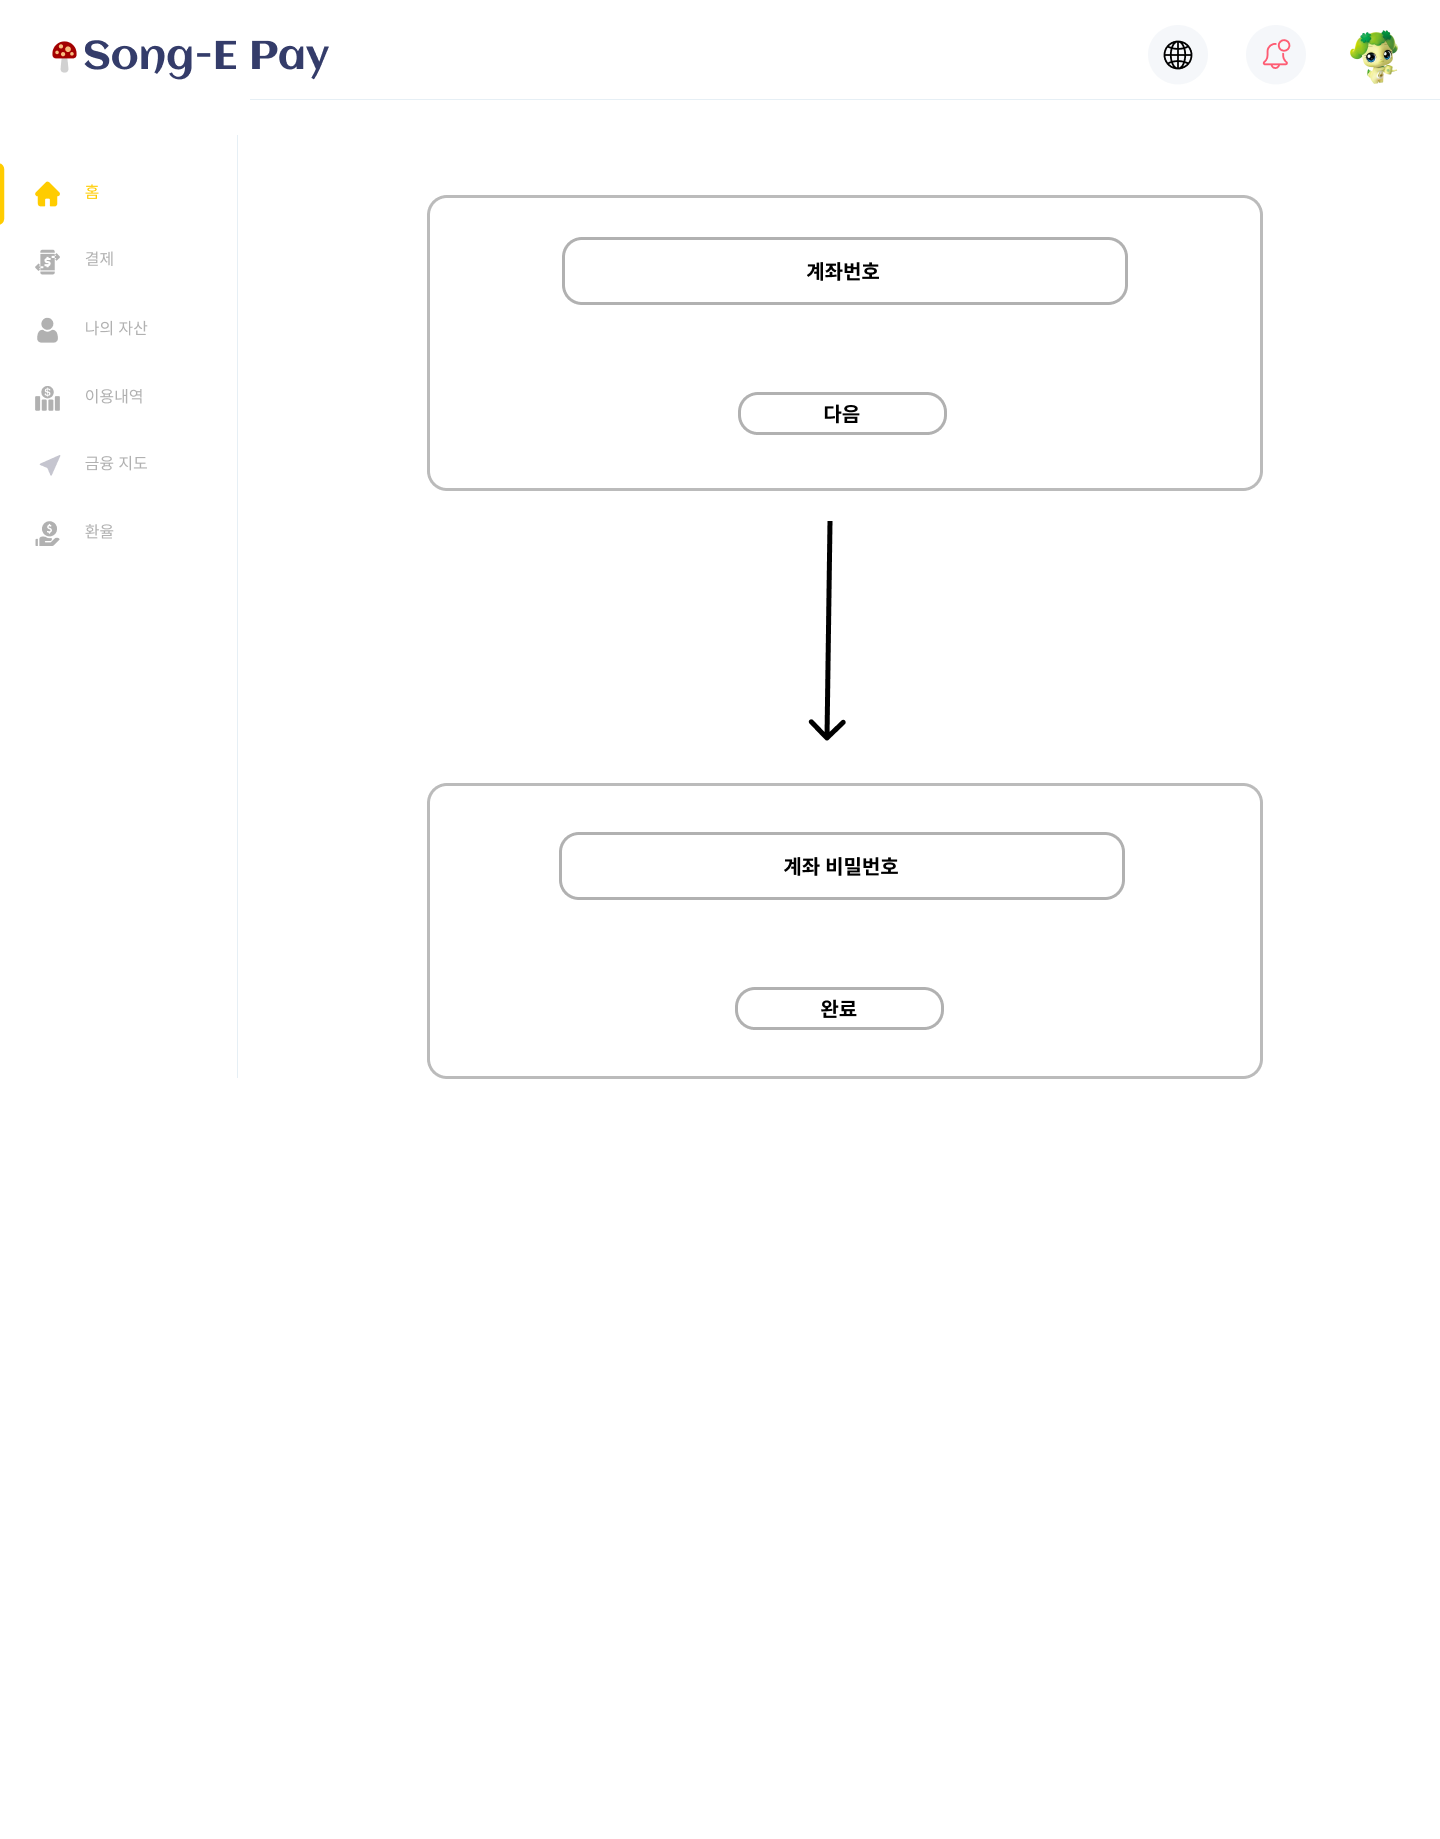 Song-E Pay
홈
결제
나의 자산
이용내역
금융 지도
환율
계좌번호
다음
계좌 비밀번호
완료